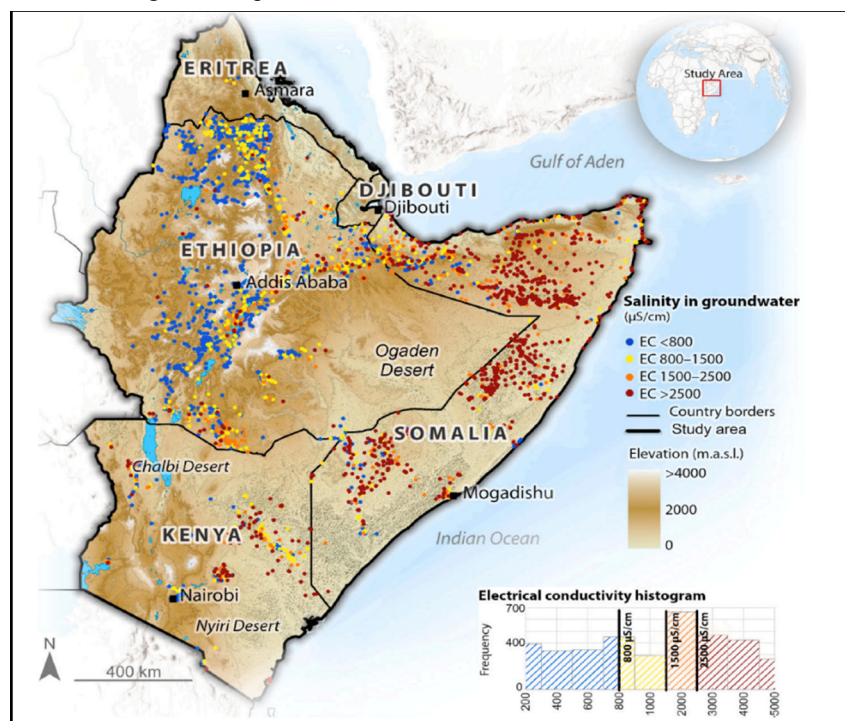 ERITREA
Asmara
Study Area
Gulf of Aden
DJIBOUTI
Djibouti
ETHIOPIA
Addis Ababa
Ogaden
Desert
SOMALIA
Chalbi Desert
Mogadishu
KENYA
Indian Ocean
Nairobi
Nyiri Desert
N
400 km
Salinity in groundwater
(µS/cm)
EC <800
EC 800–1500
EC 1500–2500
EC >2500
Country borders
Study area
Elevation (m.a.s.l.)
>4000
2000
0
Electrical conductivity histogram
Frequency
700
400
0
800 µS/cm
1500 µS/cm
2500 µS/cm
200
400
600
800
1000
2000
3000
4000
5000